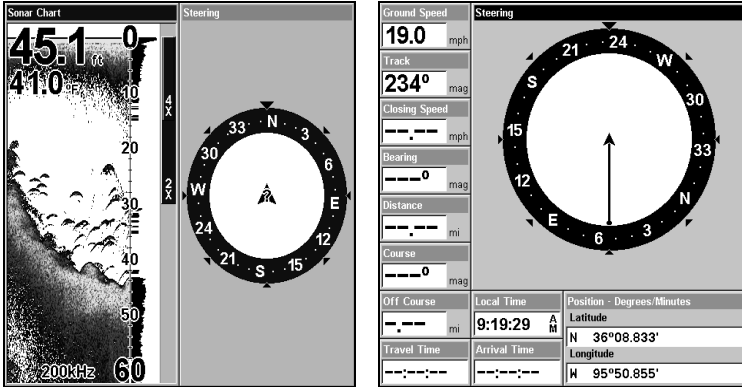 Sonar Chart
45.1 ft
41.0 °F
0
10
20
30
40
50
60
4X
2X
200kHz
Steering
N
3
6
E
12
15
S
21
24
W
30
33
?
Ground Speed
19.0 mph
Track
234° mag
Closing Speed
--.-- mph
Bearing
---° mag
Distance
--.-- mi
Course
---° mag
Off Course
-.-- mi
Travel Time
--:--:--
Steering
24
W
30
33
N
3
6
E
12
15
S
21
Local Time
9:19:29 AM
Arrival Time
--:--:--
Position - Degrees/Minutes
Latitude
N 36°08.833'
Longitude
W 95°50.855'